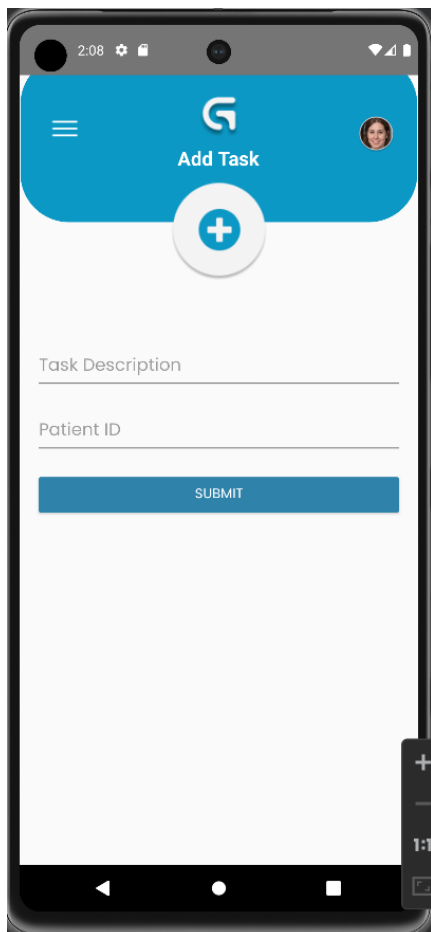 2:08
Add Task
Task Description
Patient ID
SUBMIT
1:1